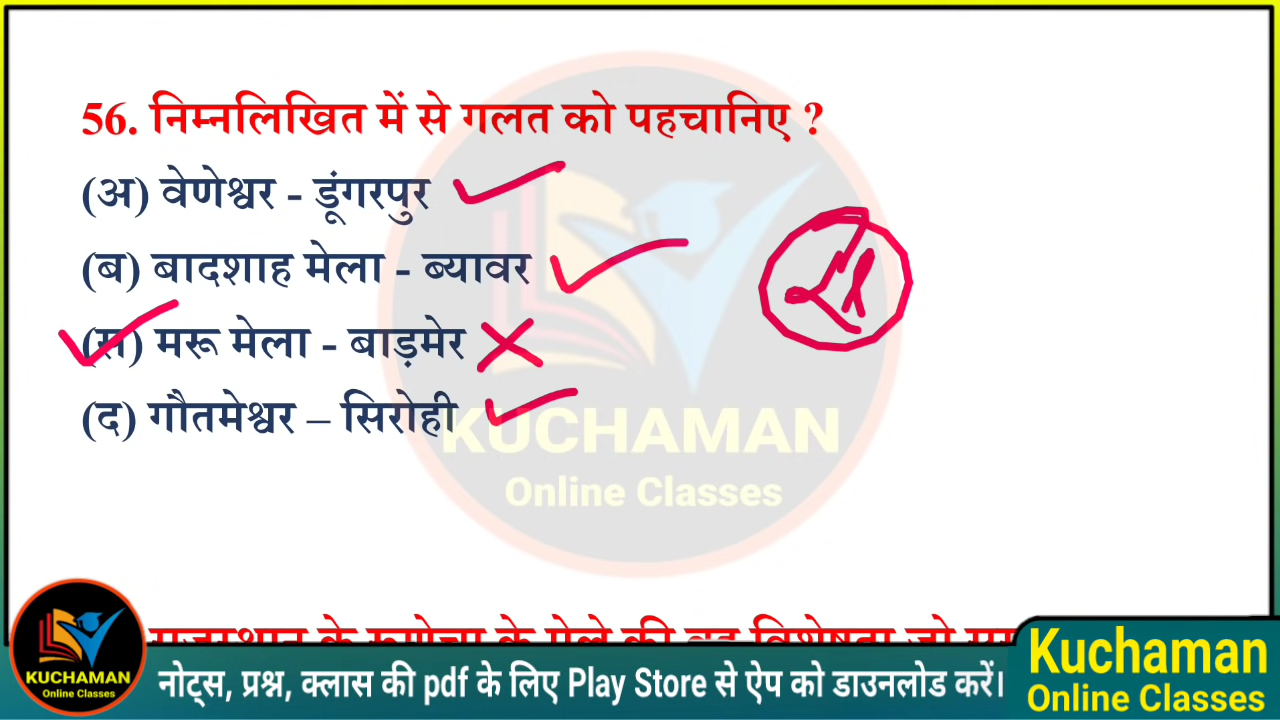 56. निम्नलिखित में से गलत को पहचानिए ?
(अ) वेणेश्वर - डूंगरपुर
(ब) बादशाह मेला - ब्यावर
(स) मरू मेला - बाड़मेर
(द) गौतमेश्वर – सिरोही
KUCHAMAN
Online Classes
KUCHAMAN
Online Classes
नोट्स, प्रश्न, क्लास की pdf के लिए Play Store से ऐप को डाउनलोड करें।
Kuchaman
Online Classes